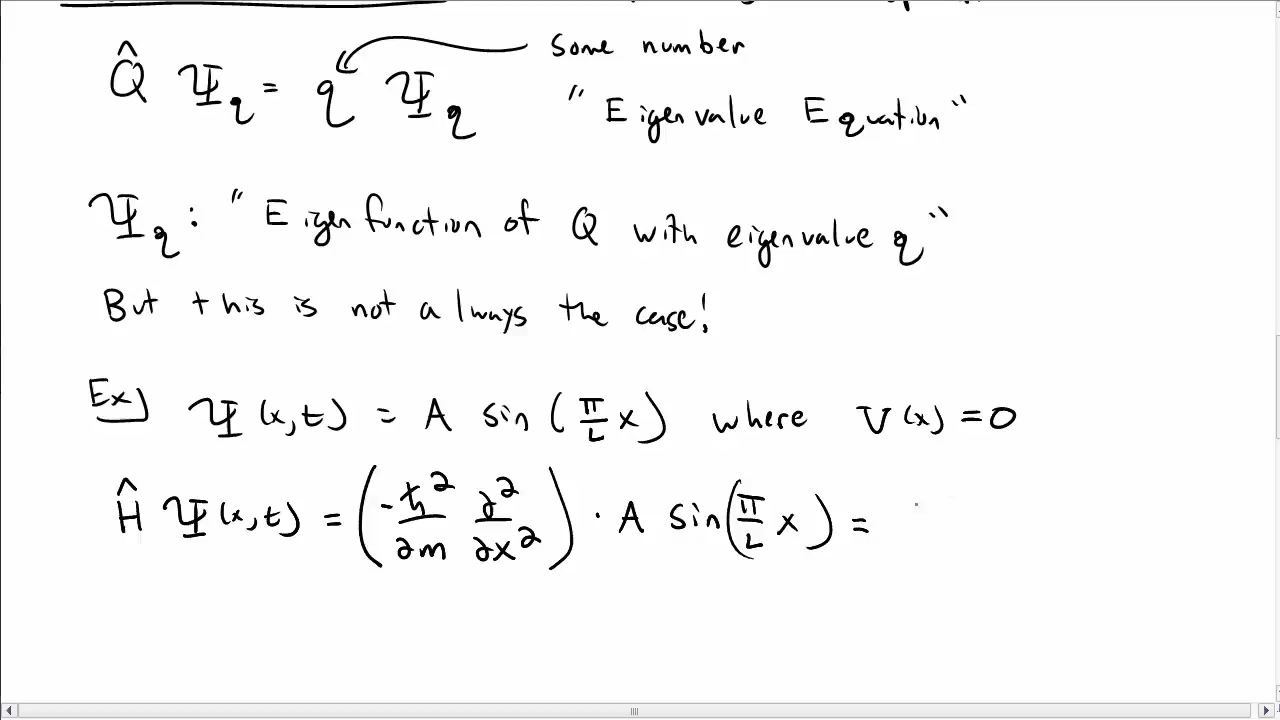 Q̂ Ψ_q = q Ψ_q some number
"Eigenvalue Equation"
Ψ_q : "Eigenfunction of Q with eigenvalue q"
But this is not always the case!
Ex) Ψ(x,t) = A sin(π/L x) where V(x) = 0
Ĥ Ψ(x,t) = (-ħ²/2m ∂²/∂x²) · A sin(π/L x) =